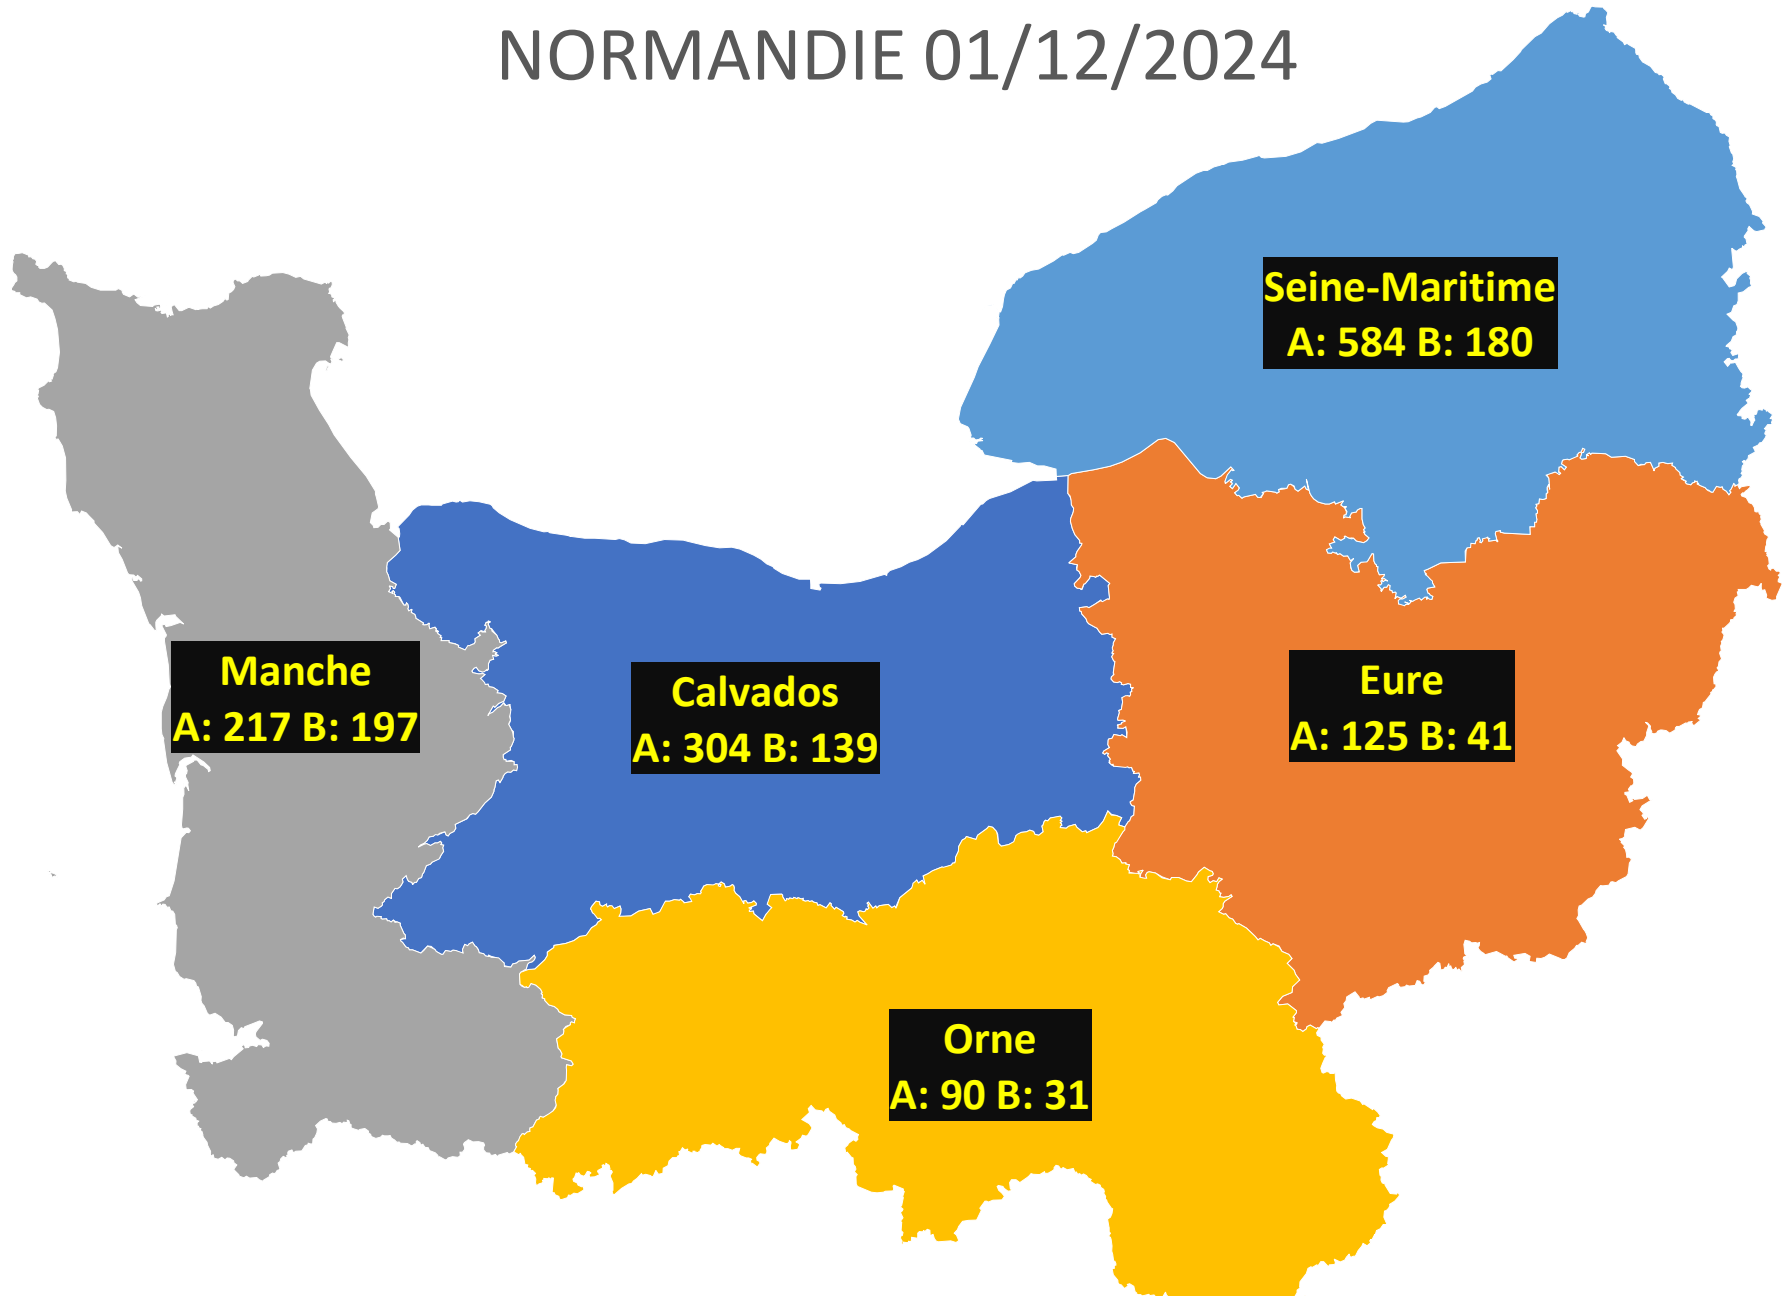 NORMANDIE 01/12/2024
Seine-Maritime
A: 584 B: 180
Manche
A: 217 B: 197
Calvados
A: 304 B: 139
Eure
A: 125 B: 41
Orne
A: 90 B: 31